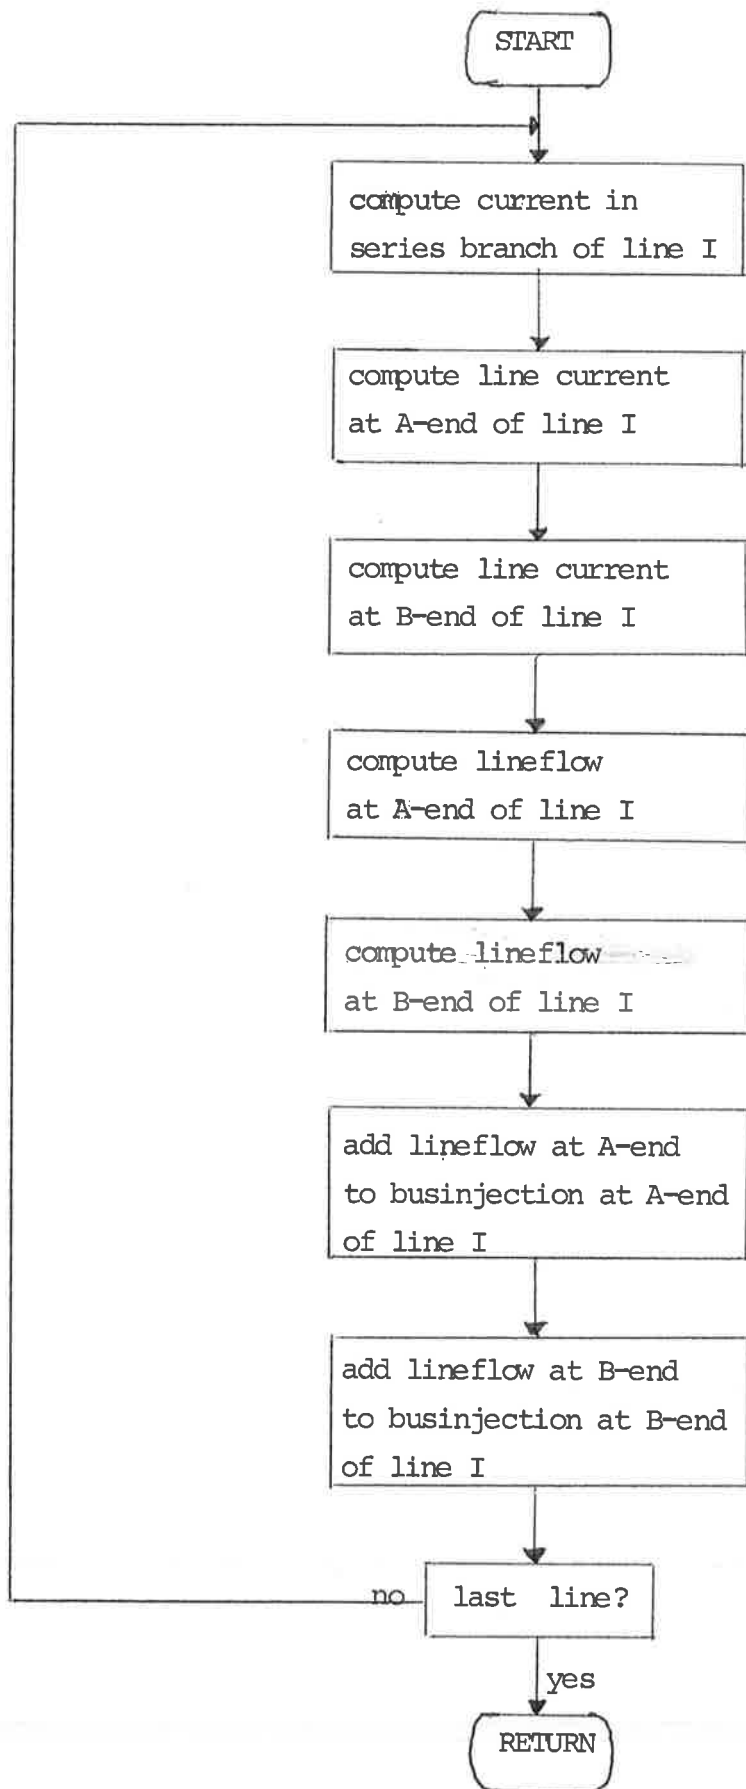 START
compute current in
series branch of line I
compute line current
at A-end of line I
compute line current
at B-end of line I
compute lineflow
at A-end of line I
compute lineflow
at B-end of line I
add lineflow at A-end
to businjection at A-end
of line I
add lineflow at B-end
to businjection at B-end
of line I
no
last line?
yes
RETURN